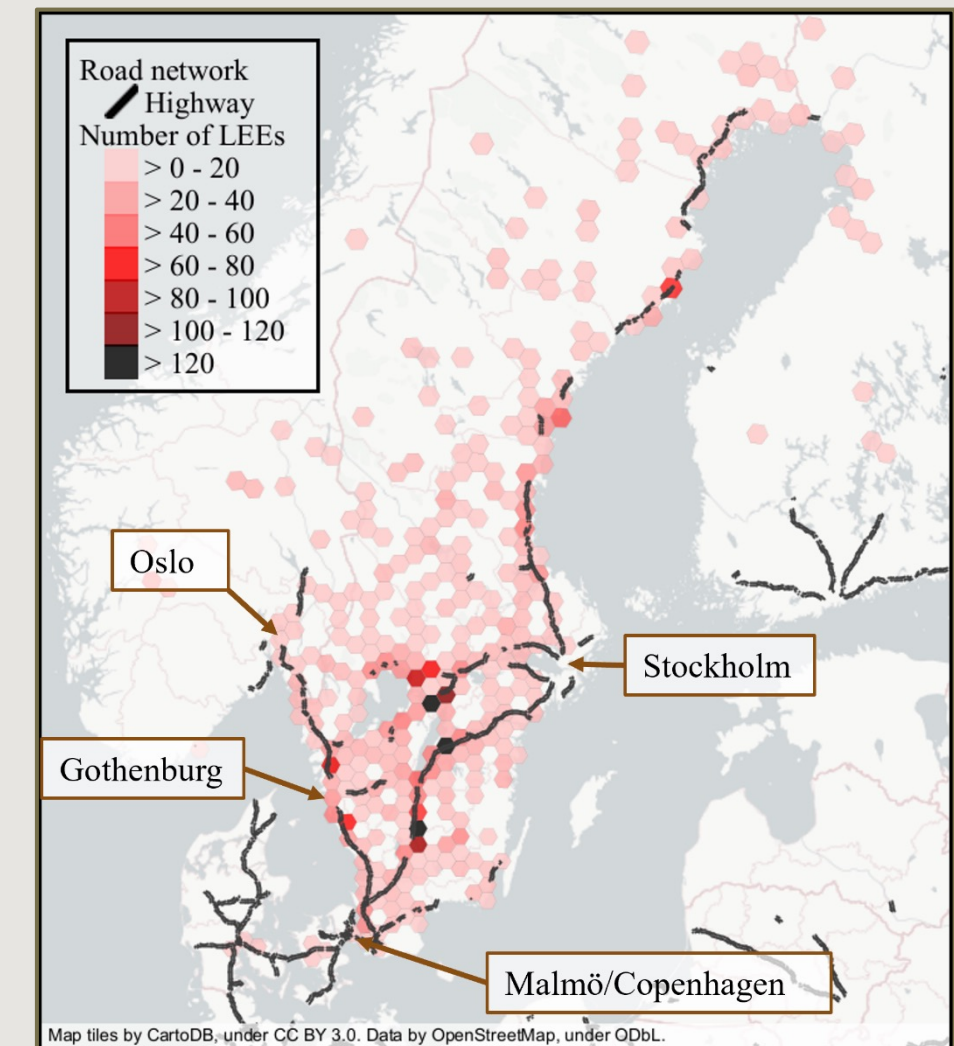 Road network
Highway
Number of LEEs
> 0 - 20
> 20 - 40
> 40 - 60
> 60 - 80
> 80 - 100
> 100 - 120
> 120
Oslo
Stockholm
Gothenburg
Malmö/Copenhagen
Map tiles by CartoDB, under CC BY 3.0. Data by OpenStreetMap, under ODbL.